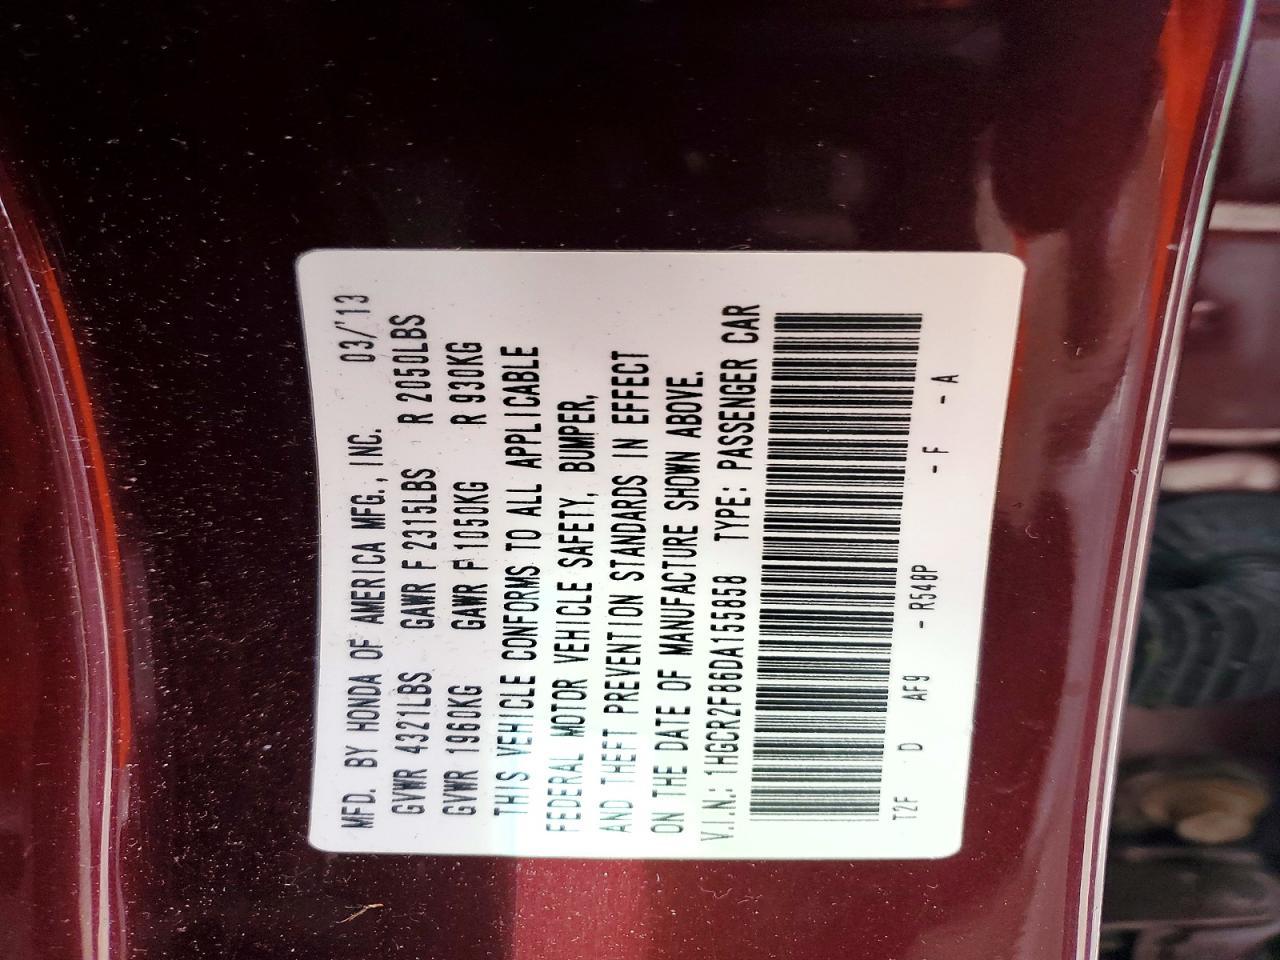 MFD. BY HONDA OF AMERICA MFG., INC. 03/'13
GVWR 4321LBS GAWR F 2315LBS R 2050LBS
GVWR 1960KG GAWR F 1050KG R 930KG
THIS VEHICLE CONFORMS TO ALL APPLICABLE
FEDERAL MOTOR VEHICLE SAFETY, BUMPER,
AND THEFT PREVENTION STANDARDS IN EFFECT
ON THE DATE OF MANUFACTURE SHOWN ABOVE.
V.I.N.: 1HGCR2F86DA155858 TYPE: PASSENGER CAR
T2F D AF9 - R548P - F - A